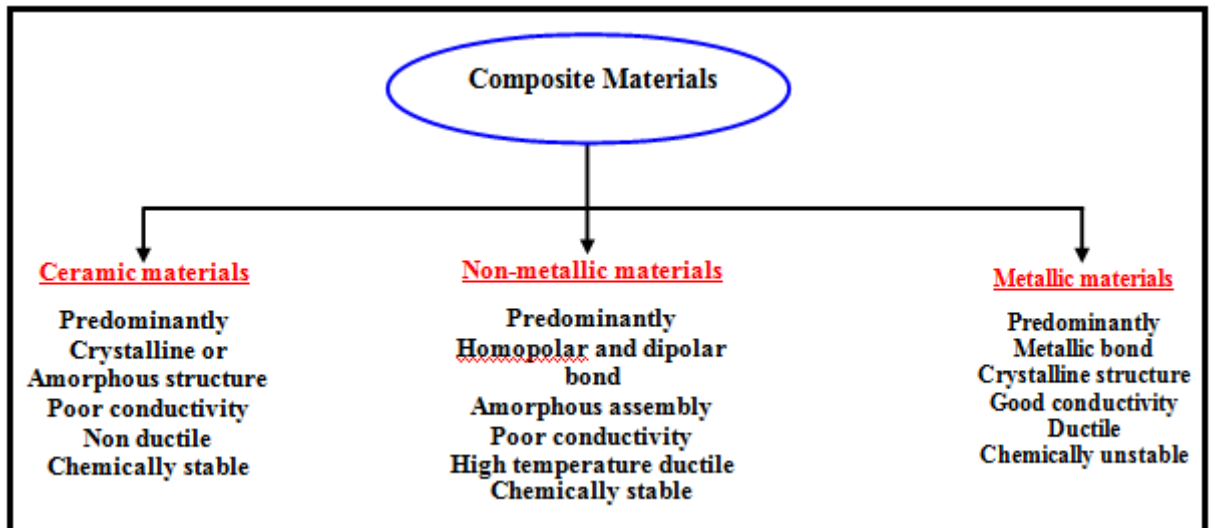 Composite Materials
Ceramic materials
Predominantly
Crystalline or
Amorphous structure
Poor conductivity
Non ductile
Chemically stable
Non-metallic materials
Predominantly
Homopolar and dipolar
bond
Amorphous assembly
Poor conductivity
High temperature ductile
Chemically stable
Metallic materials
Predominantly
Metallic bond
Crystalline structure
Good conductivity
Ductile
Chemically unstable